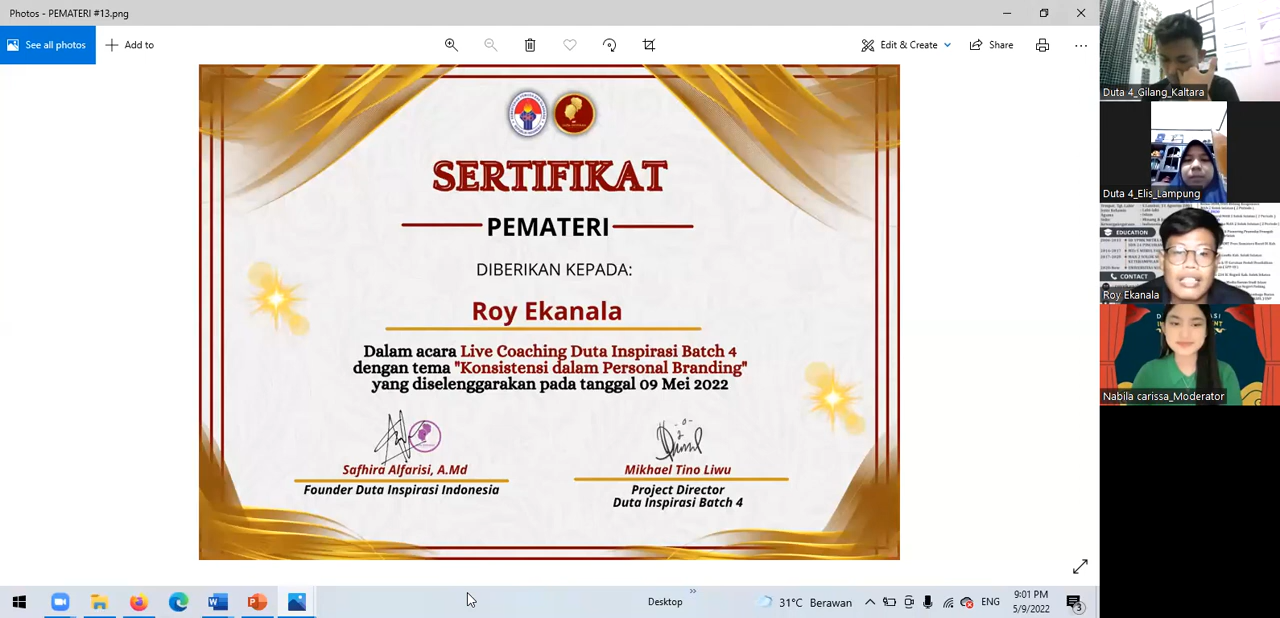 Photos - PEMATERI #13.png
See all photos
Add to
Edit & Create
Share
SERTIFIKAT
PEMATERI
DIBERIKAN KEPADA:
Roy Ekanala
Dalam acara Live Coaching Duta Inspirasi Batch 4
dengan tema "Konsistensi dalam Personal Branding"
yang diselenggarakan pada tanggal 09 Mei 2022
Safhira Alfarisi, A.Md
Founder Duta Inspirasi Indonesia
Mikhael Tino Liwu
Project Director
Duta Inspirasi Batch 4
Duta 4_Gilang_Kaltara
Duta 4_Elis_Lampung
EDUCATION
CONTACT
Roy Ekanala
Nabila carissa_Moderator
Desktop
31°C Berawan
ENG
9:01 PM
5/9/2022
3